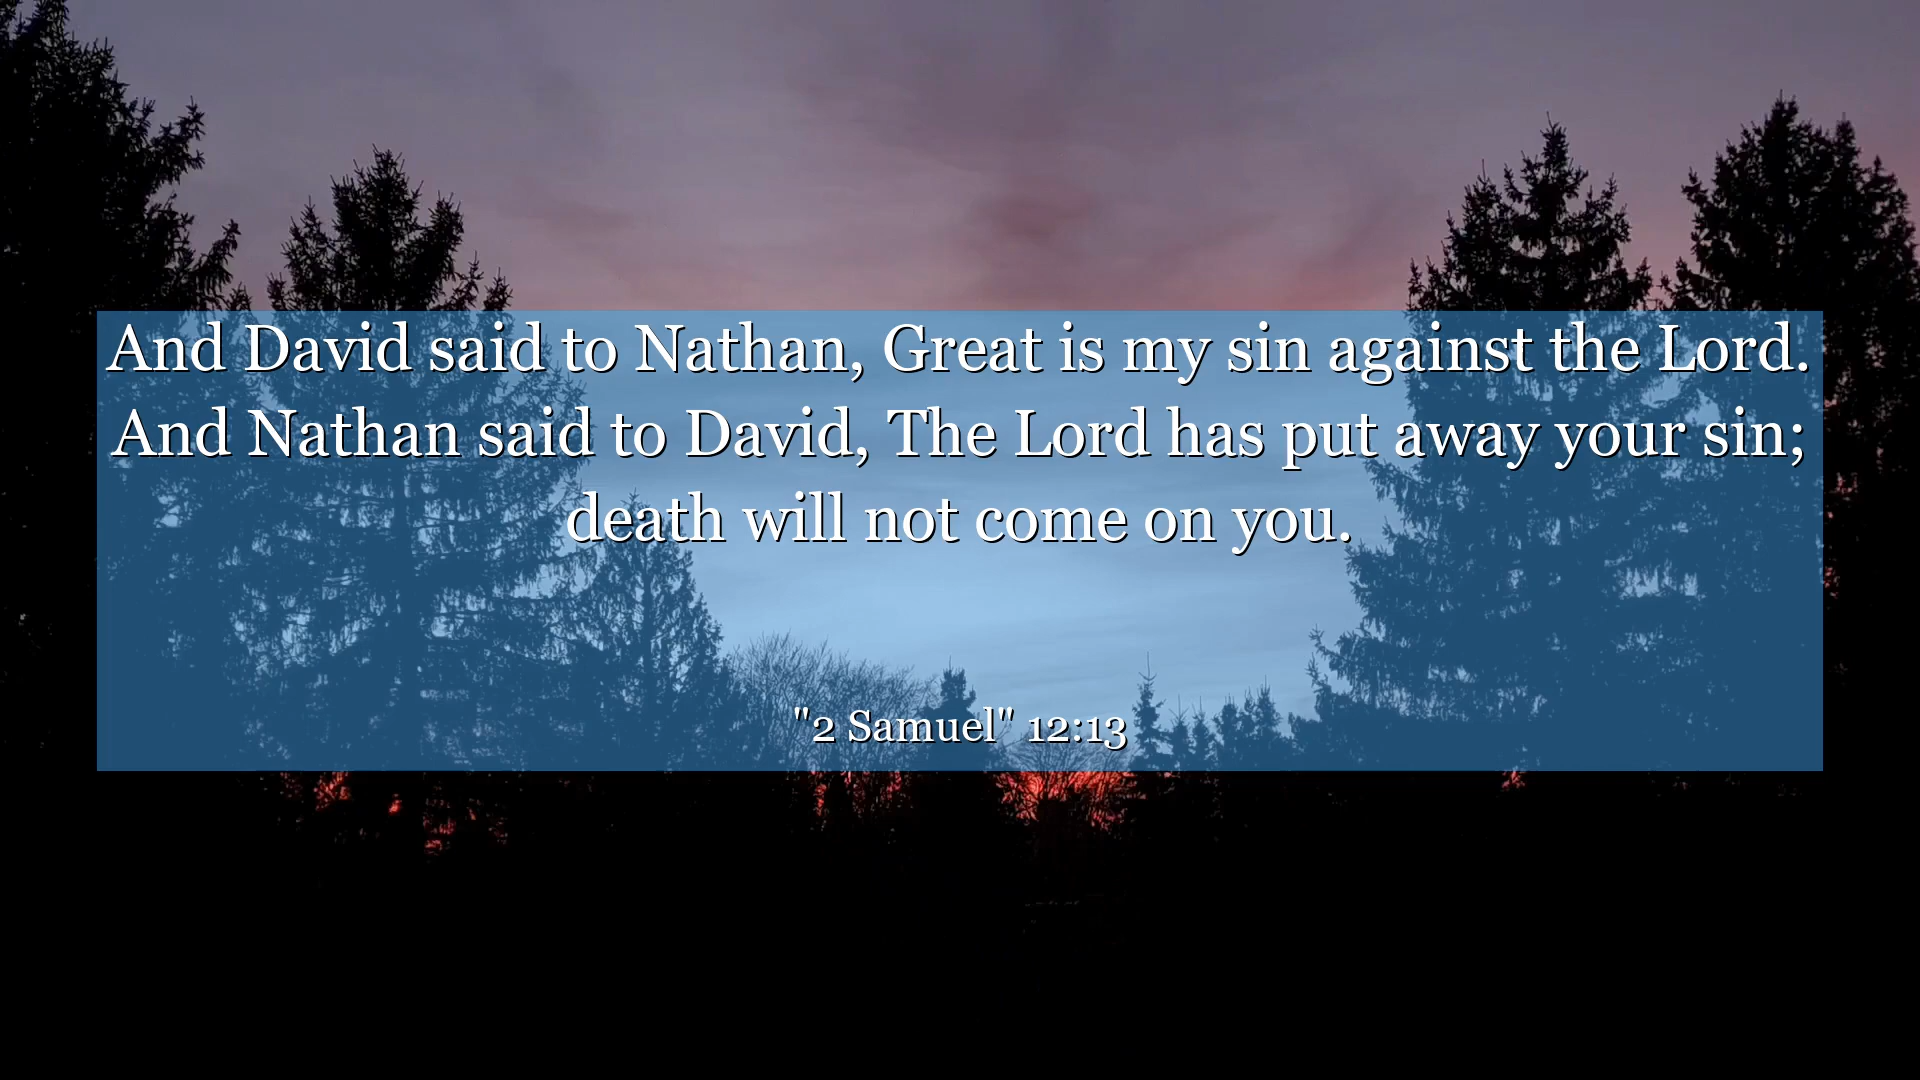 And David said to Nathan, Great is my sin against the Lord.
And Nathan said to David, The Lord has put away your sin;
death will not come on you.
"2 Samuel" 12:13